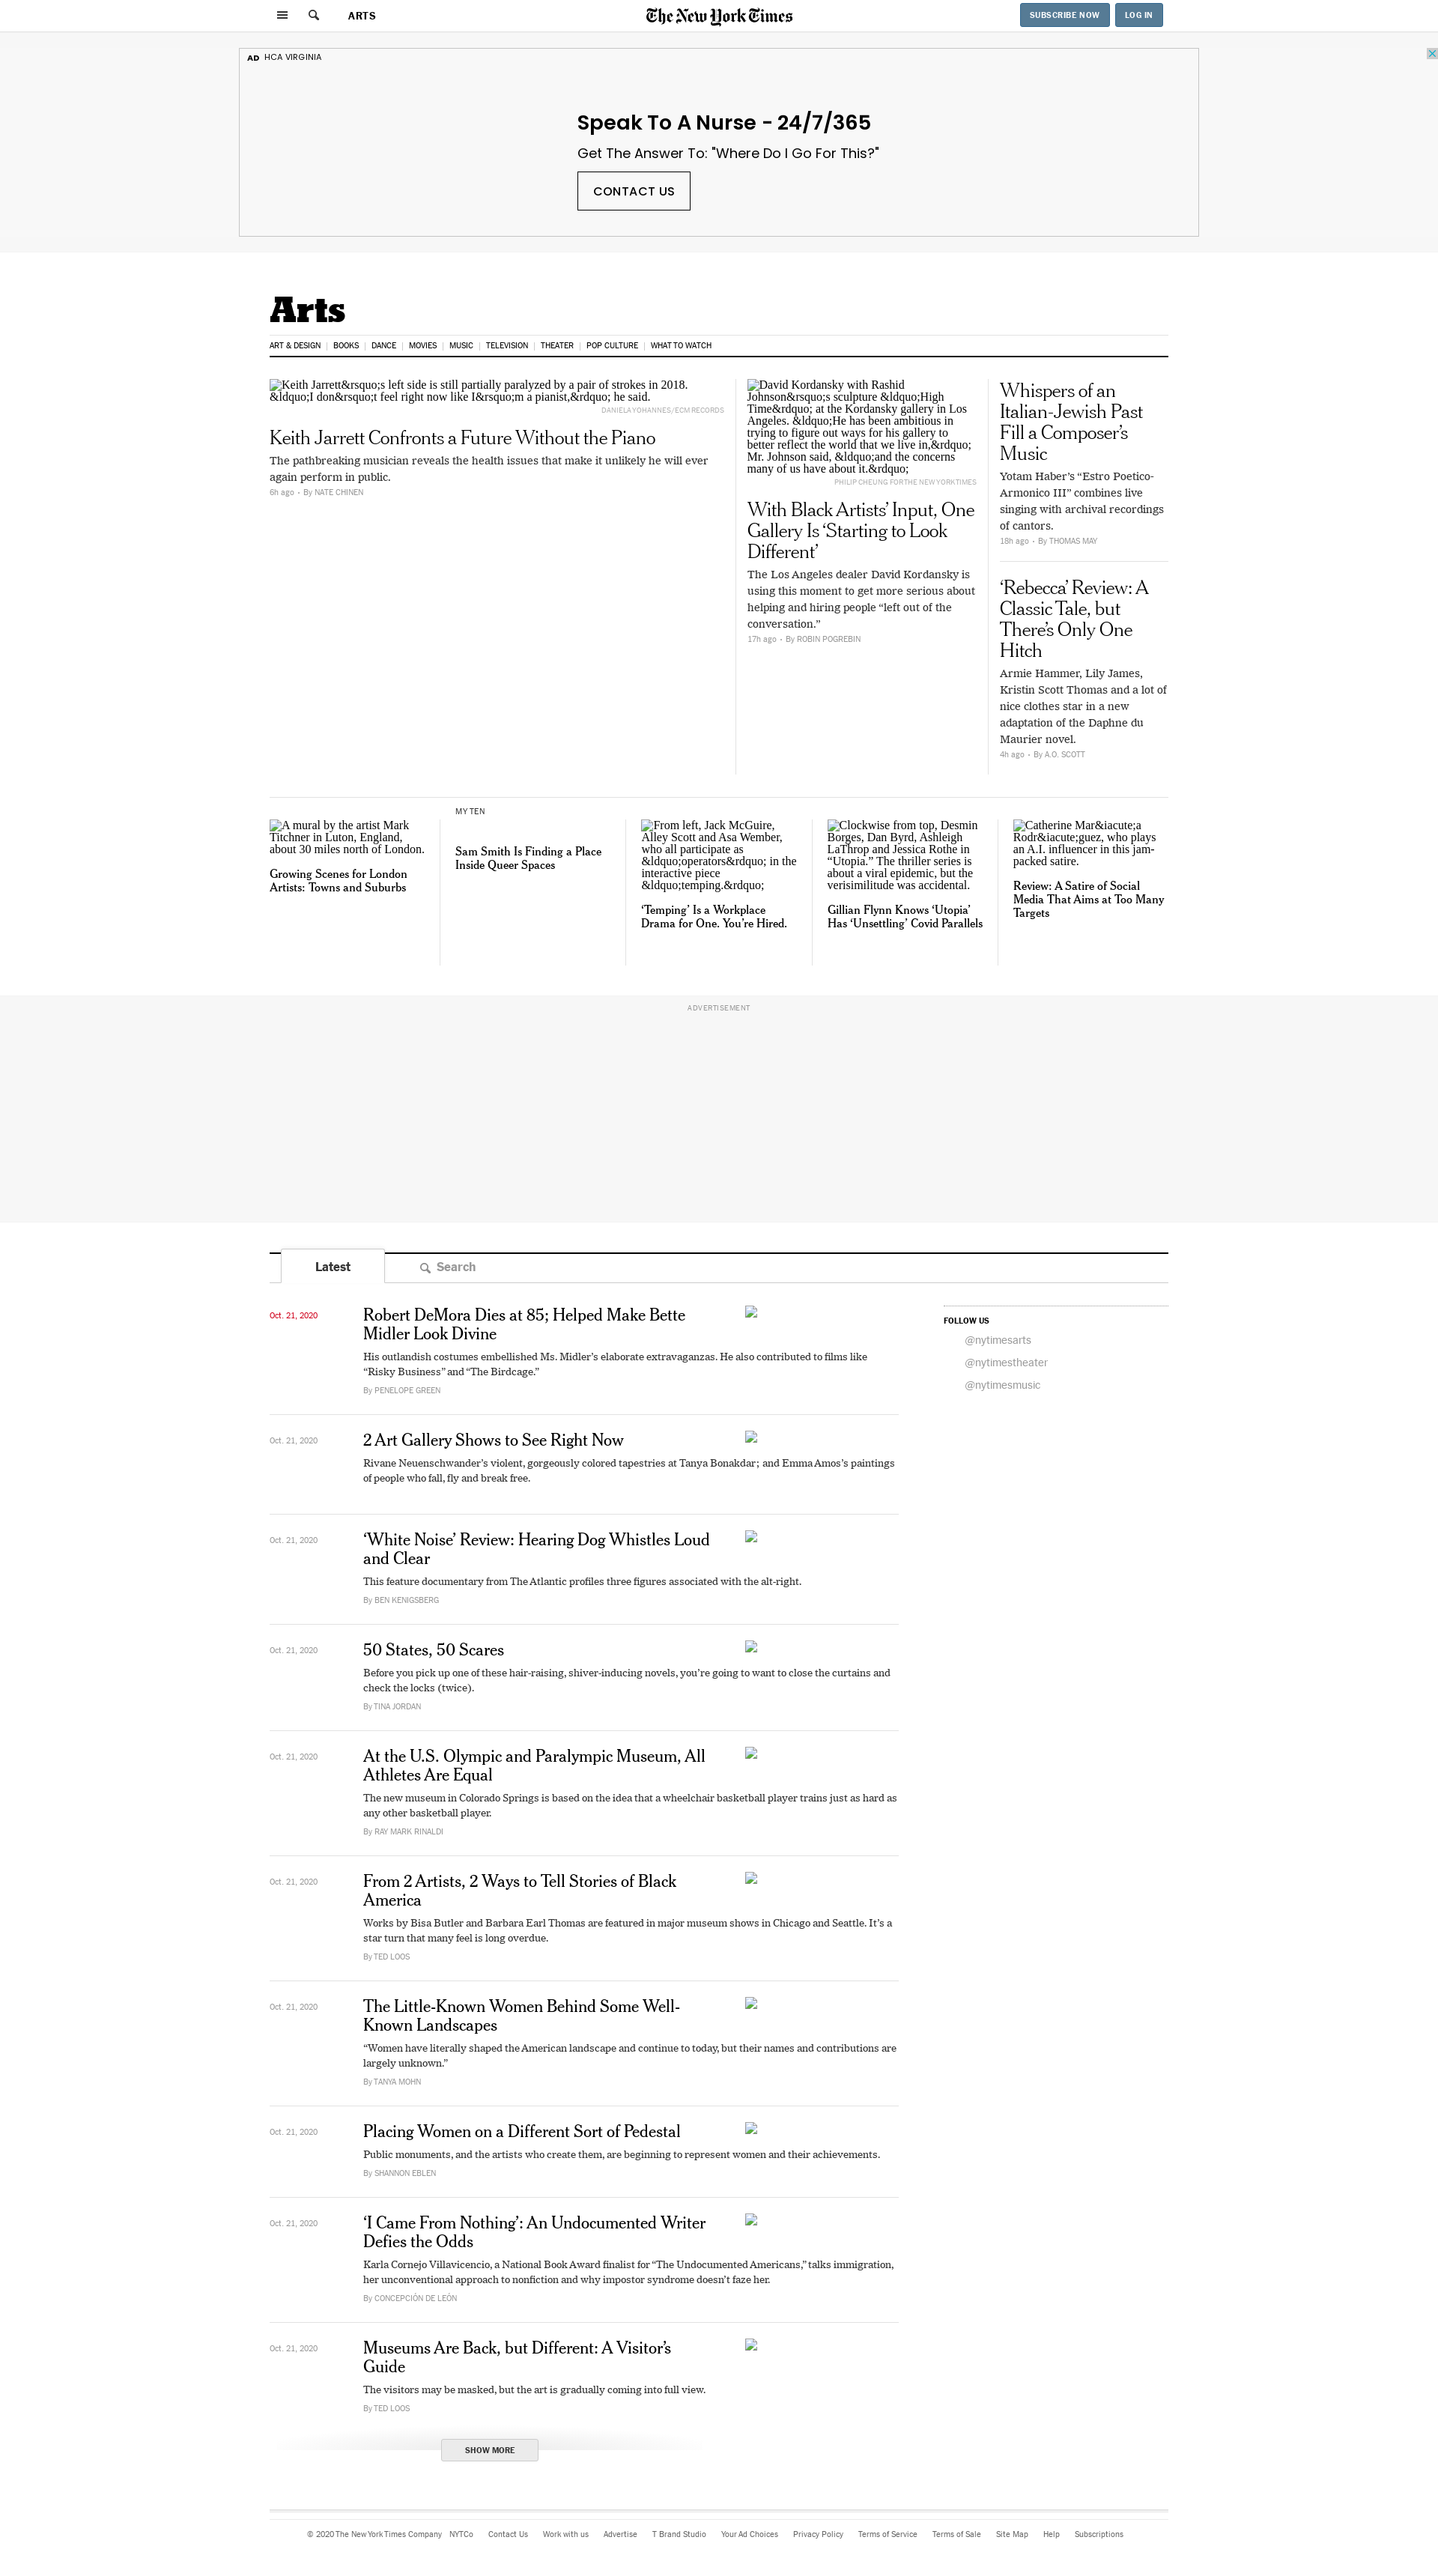 ARTS
The New York Times
SUBSCRIBE NOW
LOG IN
AD HCA VIRGINIA
Speak To A Nurse - 24/7/365
Get The Answer To: "Where Do I Go For This?"
CONTACT US
Arts
ART & DESIGN
BOOKS
DANCE
MOVIES
MUSIC
TELEVISION
THEATER
POP CULTURE
WHAT TO WATCH
Keith Jarrett&rsquo;s left side is still partially paralyzed by a pair of strokes in 2018.
&ldquo;I don&rsquo;t feel right now like I&rsquo;m a pianist,&rdquo; he said.
DANIELA YOHANNES/ECM RECORDS
Keith Jarrett Confronts a Future Without the Piano
The pathbreaking musician reveals the health issues that make it unlikely he will ever
again perform in public.
6h ago • By NATE CHINEN
David Kordansky with Rashid
Johnson&rsquo;s sculpture &ldquo;High
Time&rdquo; at the Kordansky gallery in Los
Angeles. &ldquo;He has been ambitious in
trying to figure out ways for his gallery to
better reflect the world that we live in,&rdquo;
Mr. Johnson said, &ldquo;and the concerns
many of us have about it.&rdquo;
PHILIP CHEUNG FOR THE NEW YORK TIMES
With Black Artists’ Input, One
Gallery Is ‘Starting to Look
Different’
The Los Angeles dealer David Kordansky is
using this moment to get more serious about
helping and hiring people “left out of the
conversation.”
17h ago • By ROBIN POGREBIN
Whispers of an
Italian-Jewish Past
Fill a Composer’s
Music
Yotam Haber’s “Estro Poetico-
Armonico III” combines live
singing with archival recordings
of cantors.
18h ago • By THOMAS MAY
‘Rebecca’ Review: A
Classic Tale, but
There’s Only One
Hitch
Armie Hammer, Lily James,
Kristin Scott Thomas and a lot of
nice clothes star in a new
adaptation of the Daphne du
Maurier novel.
4h ago • By A.O. SCOTT
A mural by the artist Mark
Titchner in Luton, England,
about 30 miles north of London.
Growing Scenes for London
Artists: Towns and Suburbs
MY TEN
Sam Smith Is Finding a Place
Inside Queer Spaces
From left, Jack McGuire,
Alley Scott and Asa Wember,
who all participate as
&ldquo;operators&rdquo; in the
interactive piece
&ldquo;temping.&rdquo;
‘Temping’ Is a Workplace
Drama for One. You’re Hired.
Clockwise from top, Desmin
Borges, Dan Byrd, Ashleigh
LaThrop and Jessica Rothe in
“Utopia.” The thriller series is
about a viral epidemic, but the
verisimilitude was accidental.
Gillian Flynn Knows ‘Utopia’
Has ‘Unsettling’ Covid Parallels
Catherine Mar&iacute;a
Rodr&iacute;guez, who plays
an A.I. influencer in this jam-
packed satire.
Review: A Satire of Social
Media That Aims at Too Many
Targets
ADVERTISEMENT
Latest
Search
Oct. 21, 2020
Robert DeMora Dies at 85; Helped Make Bette
Midler Look Divine
His outlandish costumes embellished Ms. Midler’s elaborate extravaganzas. He also contributed to films like
“Risky Business” and “The Birdcage.”
By PENELOPE GREEN
FOLLOW US
@nytimesarts
@nytimestheater
@nytimesmusic
Oct. 21, 2020
2 Art Gallery Shows to See Right Now
Rivane Neuenschwander’s violent, gorgeously colored tapestries at Tanya Bonakdar; and Emma Amos’s paintings
of people who fall, fly and break free.
Oct. 21, 2020
‘White Noise’ Review: Hearing Dog Whistles Loud
and Clear
This feature documentary from The Atlantic profiles three figures associated with the alt-right.
By BEN KENIGSBERG
Oct. 21, 2020
50 States, 50 Scares
Before you pick up one of these hair-raising, shiver-inducing novels, you’re going to want to close the curtains and
check the locks (twice).
By TINA JORDAN
Oct. 21, 2020
At the U.S. Olympic and Paralympic Museum, All
Athletes Are Equal
The new museum in Colorado Springs is based on the idea that a wheelchair basketball player trains just as hard as
any other basketball player.
By RAY MARK RINALDI
Oct. 21, 2020
From 2 Artists, 2 Ways to Tell Stories of Black
America
Works by Bisa Butler and Barbara Earl Thomas are featured in major museum shows in Chicago and Seattle. It’s a
star turn that many feel is long overdue.
By TED LOOS
Oct. 21, 2020
The Little-Known Women Behind Some Well-
Known Landscapes
“Women have literally shaped the American landscape and continue to today, but their names and contributions are
largely unknown.”
By TANYA MOHN
Oct. 21, 2020
Placing Women on a Different Sort of Pedestal
Public monuments, and the artists who create them, are beginning to represent women and their achievements.
By SHANNON EBLEN
Oct. 21, 2020
‘I Came From Nothing’: An Undocumented Writer
Defies the Odds
Karla Cornejo Villavicencio, a National Book Award finalist for “The Undocumented Americans,” talks immigration,
her unconventional approach to nonfiction and why impostor syndrome doesn’t faze her.
By CONCEPCIÓN DE LEÓN
Oct. 21, 2020
Museums Are Back, but Different: A Visitor’s
Guide
The visitors may be masked, but the art is gradually coming into full view.
By TED LOOS
SHOW MORE
© 2020 The New York Times Company NYTCo Contact Us Work with us Advertise T Brand Studio Your Ad Choices Privacy Policy Terms of Service Terms of Sale Site Map Help Subscriptions